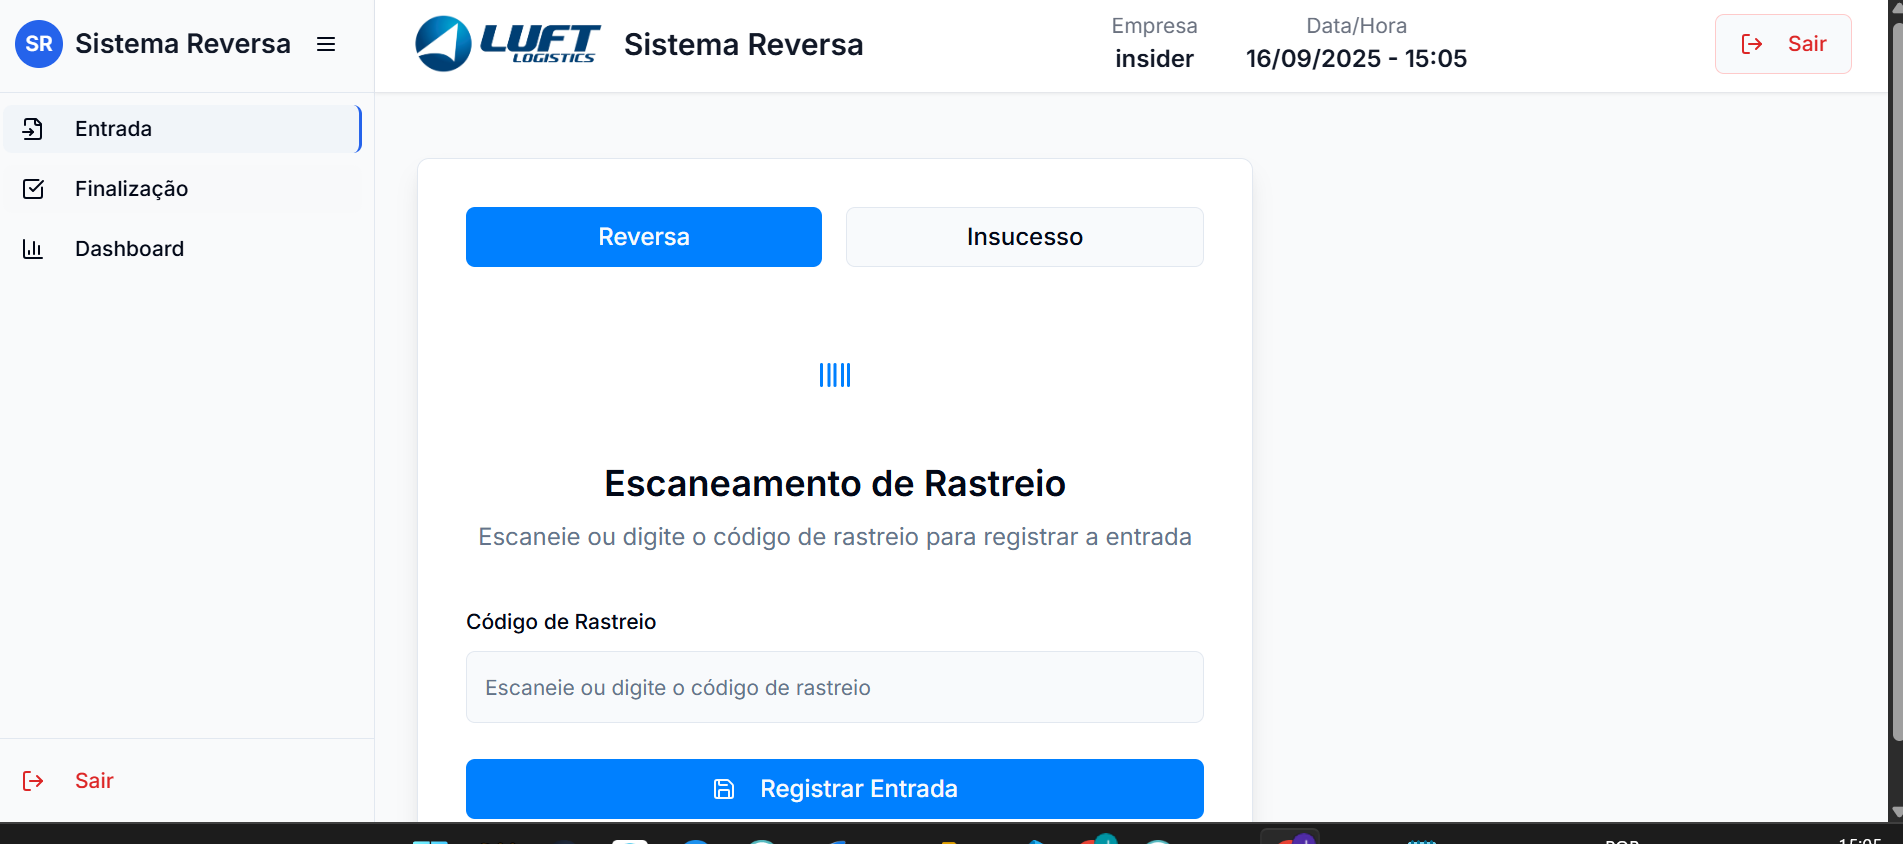 SR Sistema Reversa
LUFT LOGISTICS Sistema Reversa
Empresa
insider
Data/Hora
16/09/2025 - 15:05
Sair
Entrada
Finalização
Dashboard
Reversa
Insucesso
Escaneamento de Rastreio
Escaneie ou digite o código de rastreio para registrar a entrada
Código de Rastreio
Escaneie ou digite o código de rastreio
Registrar Entrada
Sair